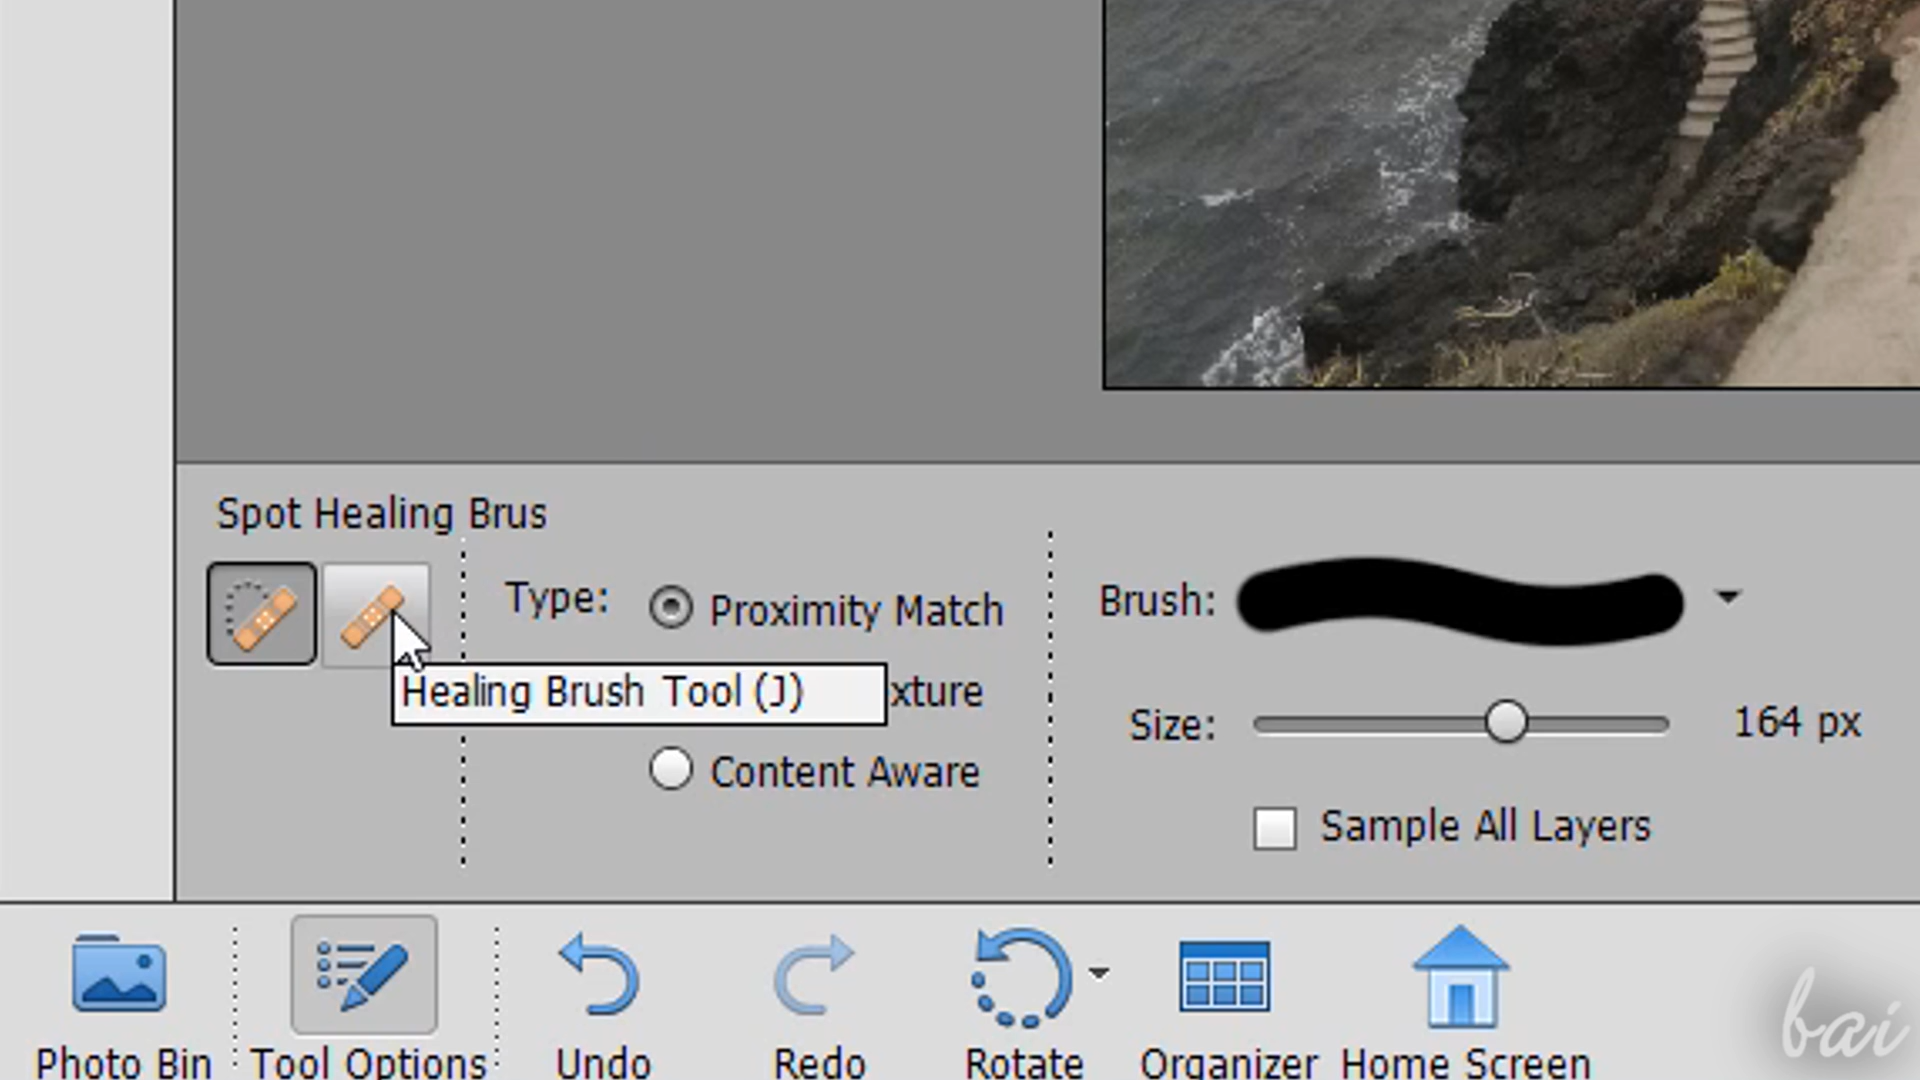 Spot Healing Brus
Type:
Proximity Match
Healing Brush Tool (J)
xture
Content Aware
Brush:
Size:
164 px
Sample All Layers
Photo Bin
Tool Options
Undo
Redo
Rotate
Organizer
Home Screen
bai